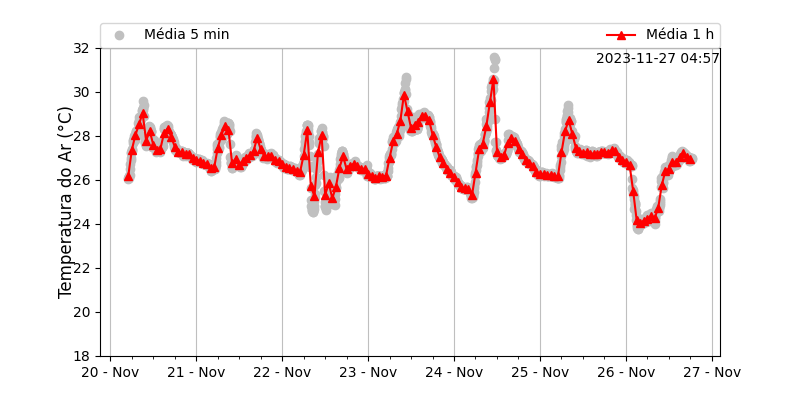 Média 5 min
Média 1 h
2023-11-27 04:57
Temperatura do Ar (°C)
32
30
28
26
24
22
20
18
20 - Nov
21 - Nov
22 - Nov
23 - Nov
24 - Nov
25 - Nov
26 - Nov
27 - Nov